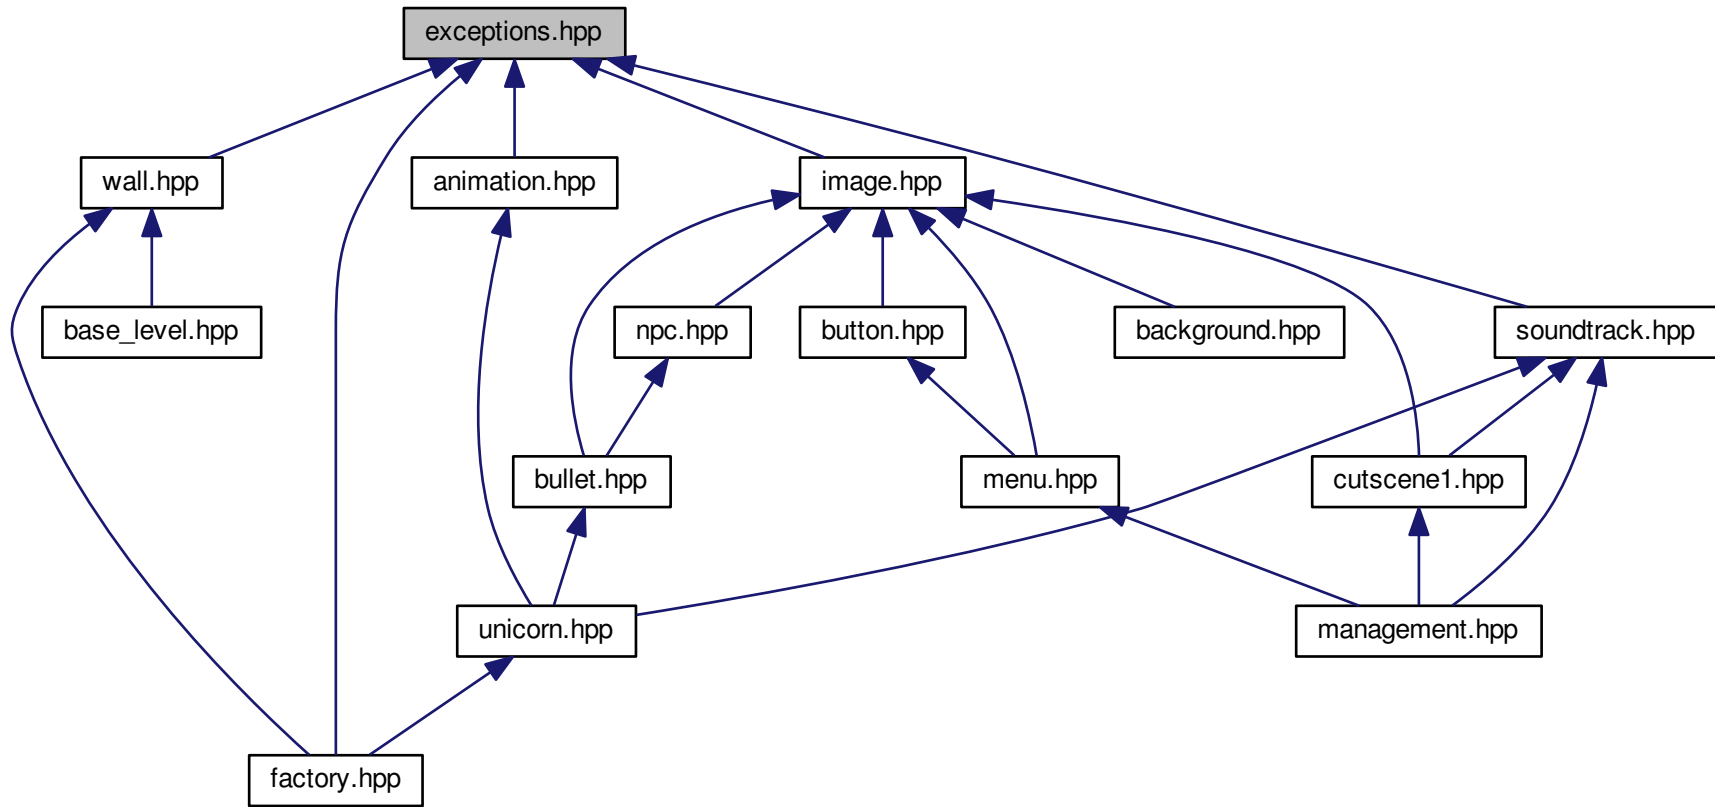 exceptions.hpp
wall.hpp
animation.hpp
image.hpp
base_level.hpp
npc.hpp
button.hpp
background.hpp
soundtrack.hpp
bullet.hpp
menu.hpp
cutscene1.hpp
unicorn.hpp
management.hpp
factory.hpp